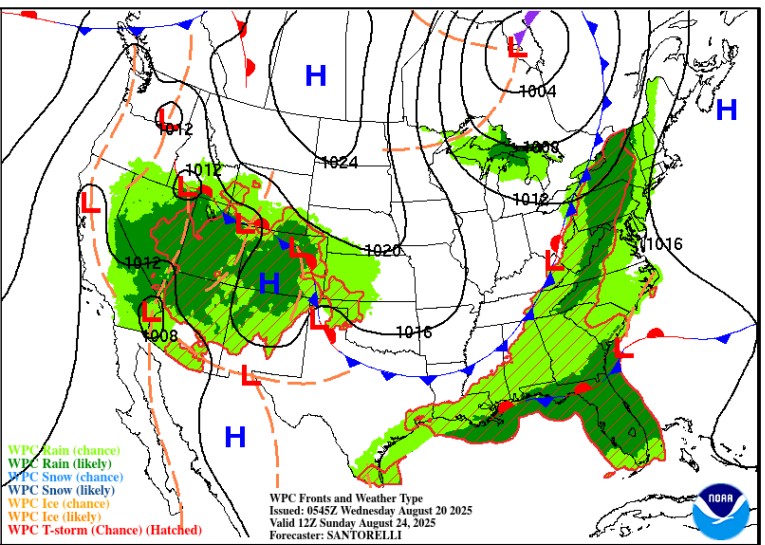 L
H
H
1004
L
1012
1008
1024
1012
L
1012
L
L
1016
L
1020
L
1012
H
L
L
1008
1016
L
L
H
WPC Rain (chance)
WPC Rain (likely)
WPC Snow (chance)
WPC Snow (likely)
WPC Ice (chance)
WPC Ice (likely)
WPC T-storm (Chance) (Hatched)
WPC Fronts and Weather Type
Issued: 0545Z Wednesday August 20 2025
Valid 12Z Sunday August 24, 2025
Forecaster: SANTORELLI
NOAA